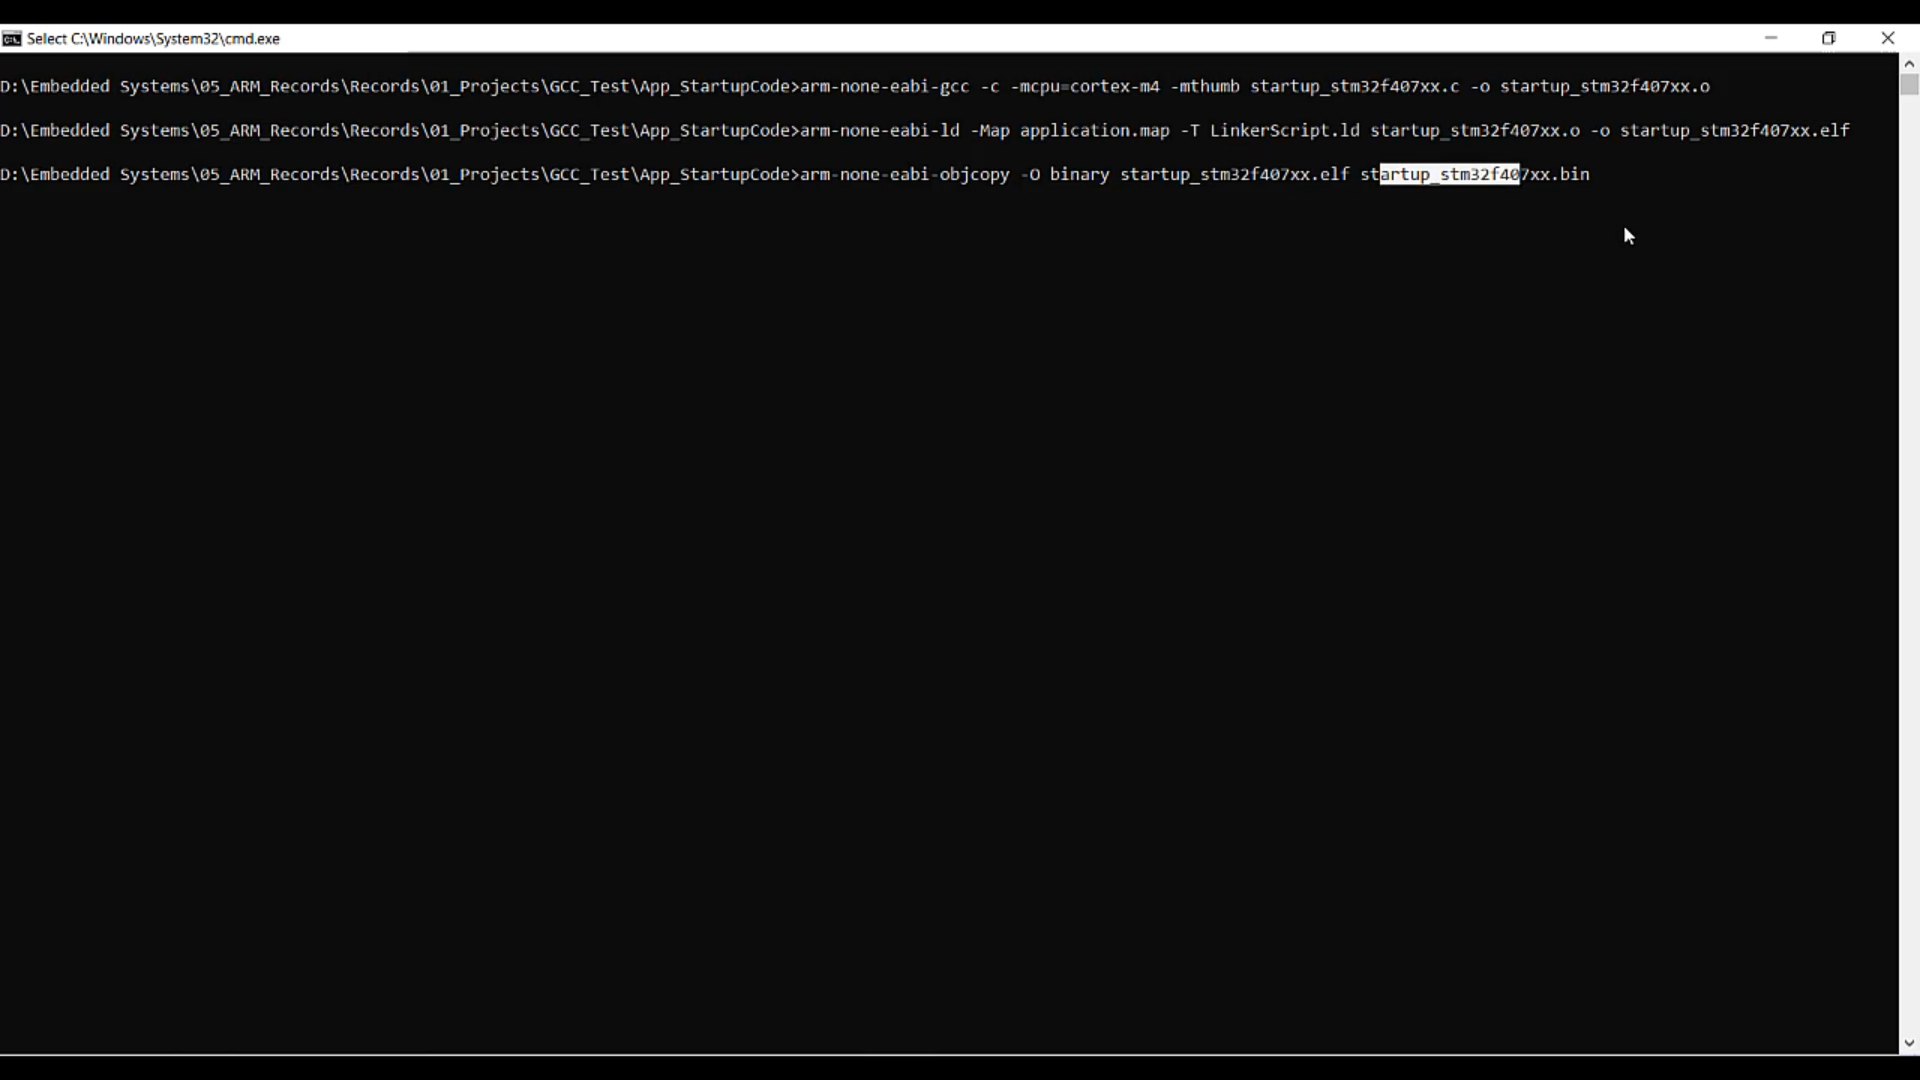 Select C:\Windows\System32\cmd.exe
D:\Embedded Systems\05_ARM_Records\Records\01_Projects\GCC_Test\App_StartupCode>arm-none-eabi-gcc -c -mcpu=cortex-m4 -mthumb startup_stm32f407xx.c -o startup_stm32f407xx.o
D:\Embedded Systems\05_ARM_Records\Records\01_Projects\GCC_Test\App_StartupCode>arm-none-eabi-ld -Map application.map -T LinkerScript.ld startup_stm32f407xx.o -o startup_stm32f407xx.elf
D:\Embedded Systems\05_ARM_Records\Records\01_Projects\GCC_Test\App_StartupCode>arm-none-eabi-objcopy -O binary startup_stm32f407xx.elf startup_stm32f407xx.bin